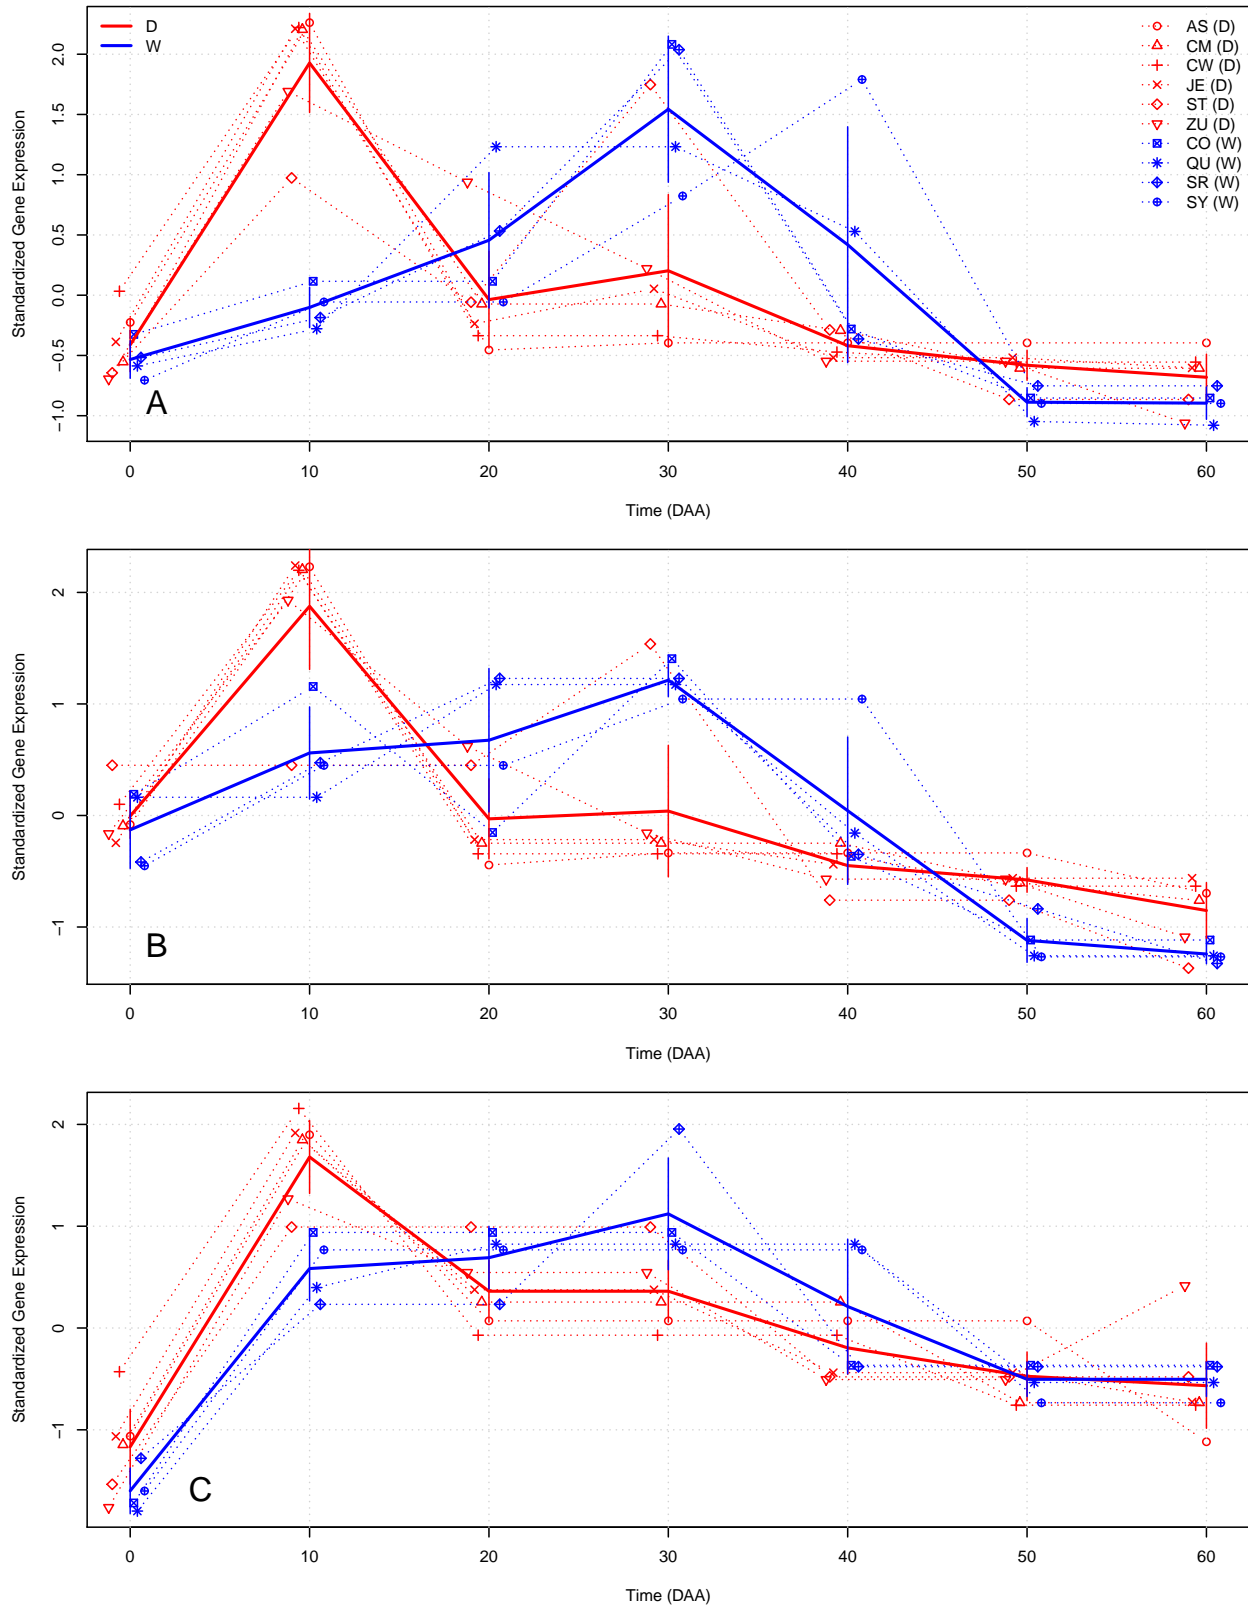 D
W
AS (D)
CM (D)
CW (D)
JE (D)
ST (D)
ZU (D)
CO (W)
QU (W)
SR (W)
SY (W)
Standardized Gene Expression
2.0
1.5
1.0
0.5
0.0
−0.5
−1.0
A
0 10 20 30 40 50 60
Time (DAA)
Standardized Gene Expression
2
1
0
−1
B
0 10 20 30 40 50 60
Time (DAA)
Standardized Gene Expression
2
1
0
−1
C
0 10 20 30 40 50 60
Time (DAA)